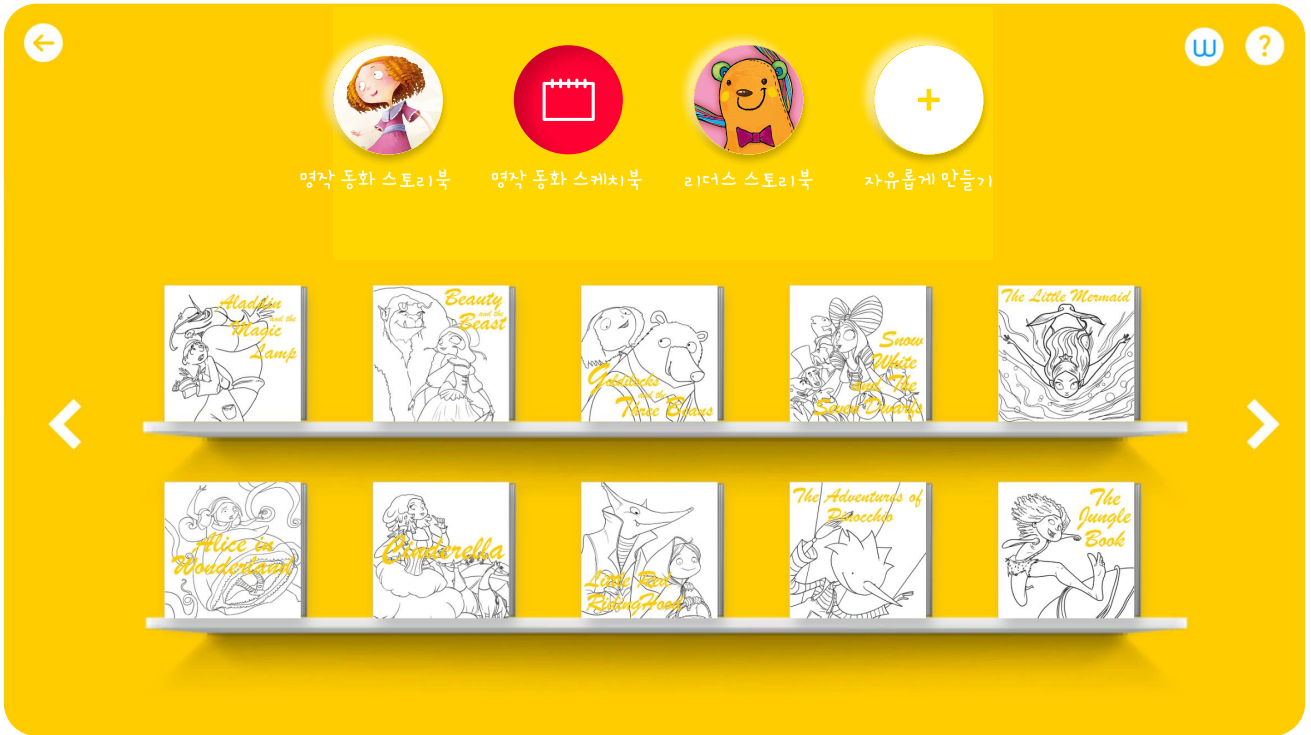 W
?
명작 동화 스토리북
명작 동화 스케치북
리더스 스토리북
+
자유롭게 만들기
Aladdin
and the
Magic
Lamp
Beauty
and the
Beast
Goldilocks
and the
Three Beans
Snow
White
and The
Seven Dwarfs
The Little Mermaid
Alice in
Wonderland
Cinderella
Little Red
RidingHood
The Adventures of
Pinocchio
The
Jungle
Book